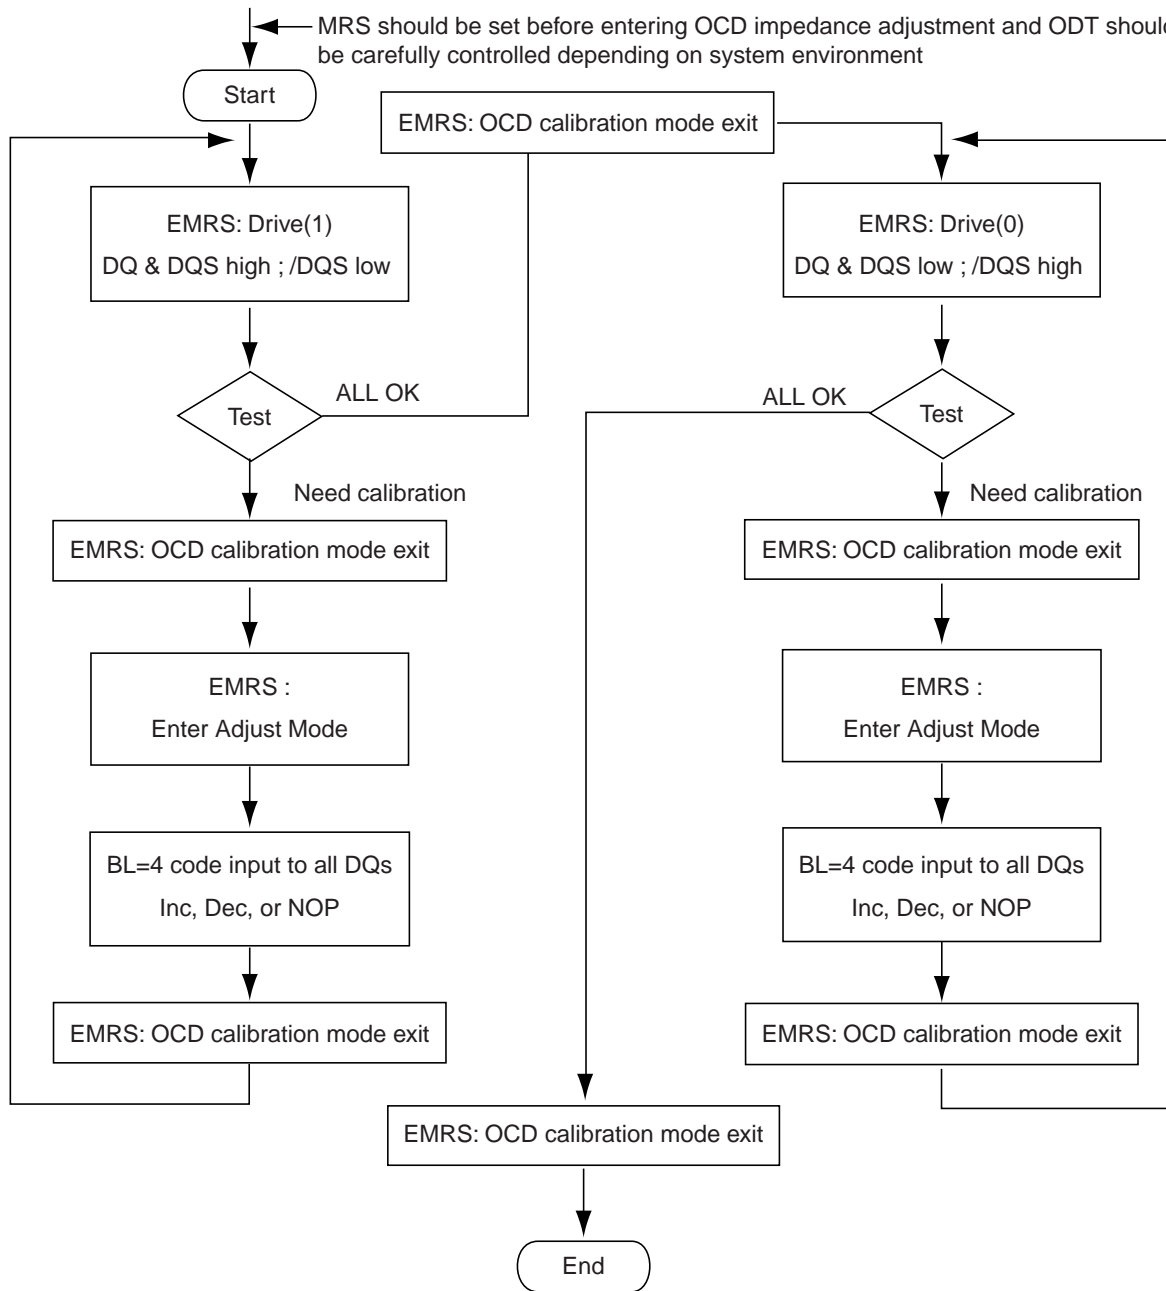 MRS should be set before entering OCD impedance adjustment and ODT should
be carefully controlled depending on system environment
Start
EMRS: OCD calibration mode exit
EMRS: Drive(1)
DQ & DQS high ; /DQS low
Test
ALL OK
Need calibration
EMRS: OCD calibration mode exit
EMRS :
Enter Adjust Mode
BL=4 code input to all DQs
Inc, Dec, or NOP
EMRS: OCD calibration mode exit
EMRS: Drive(0)
DQ & DQS low ; /DQS high
ALL OK
Test
Need calibration
EMRS: OCD calibration mode exit
EMRS :
Enter Adjust Mode
BL=4 code input to all DQs
Inc, Dec, or NOP
EMRS: OCD calibration mode exit
EMRS: OCD calibration mode exit
End